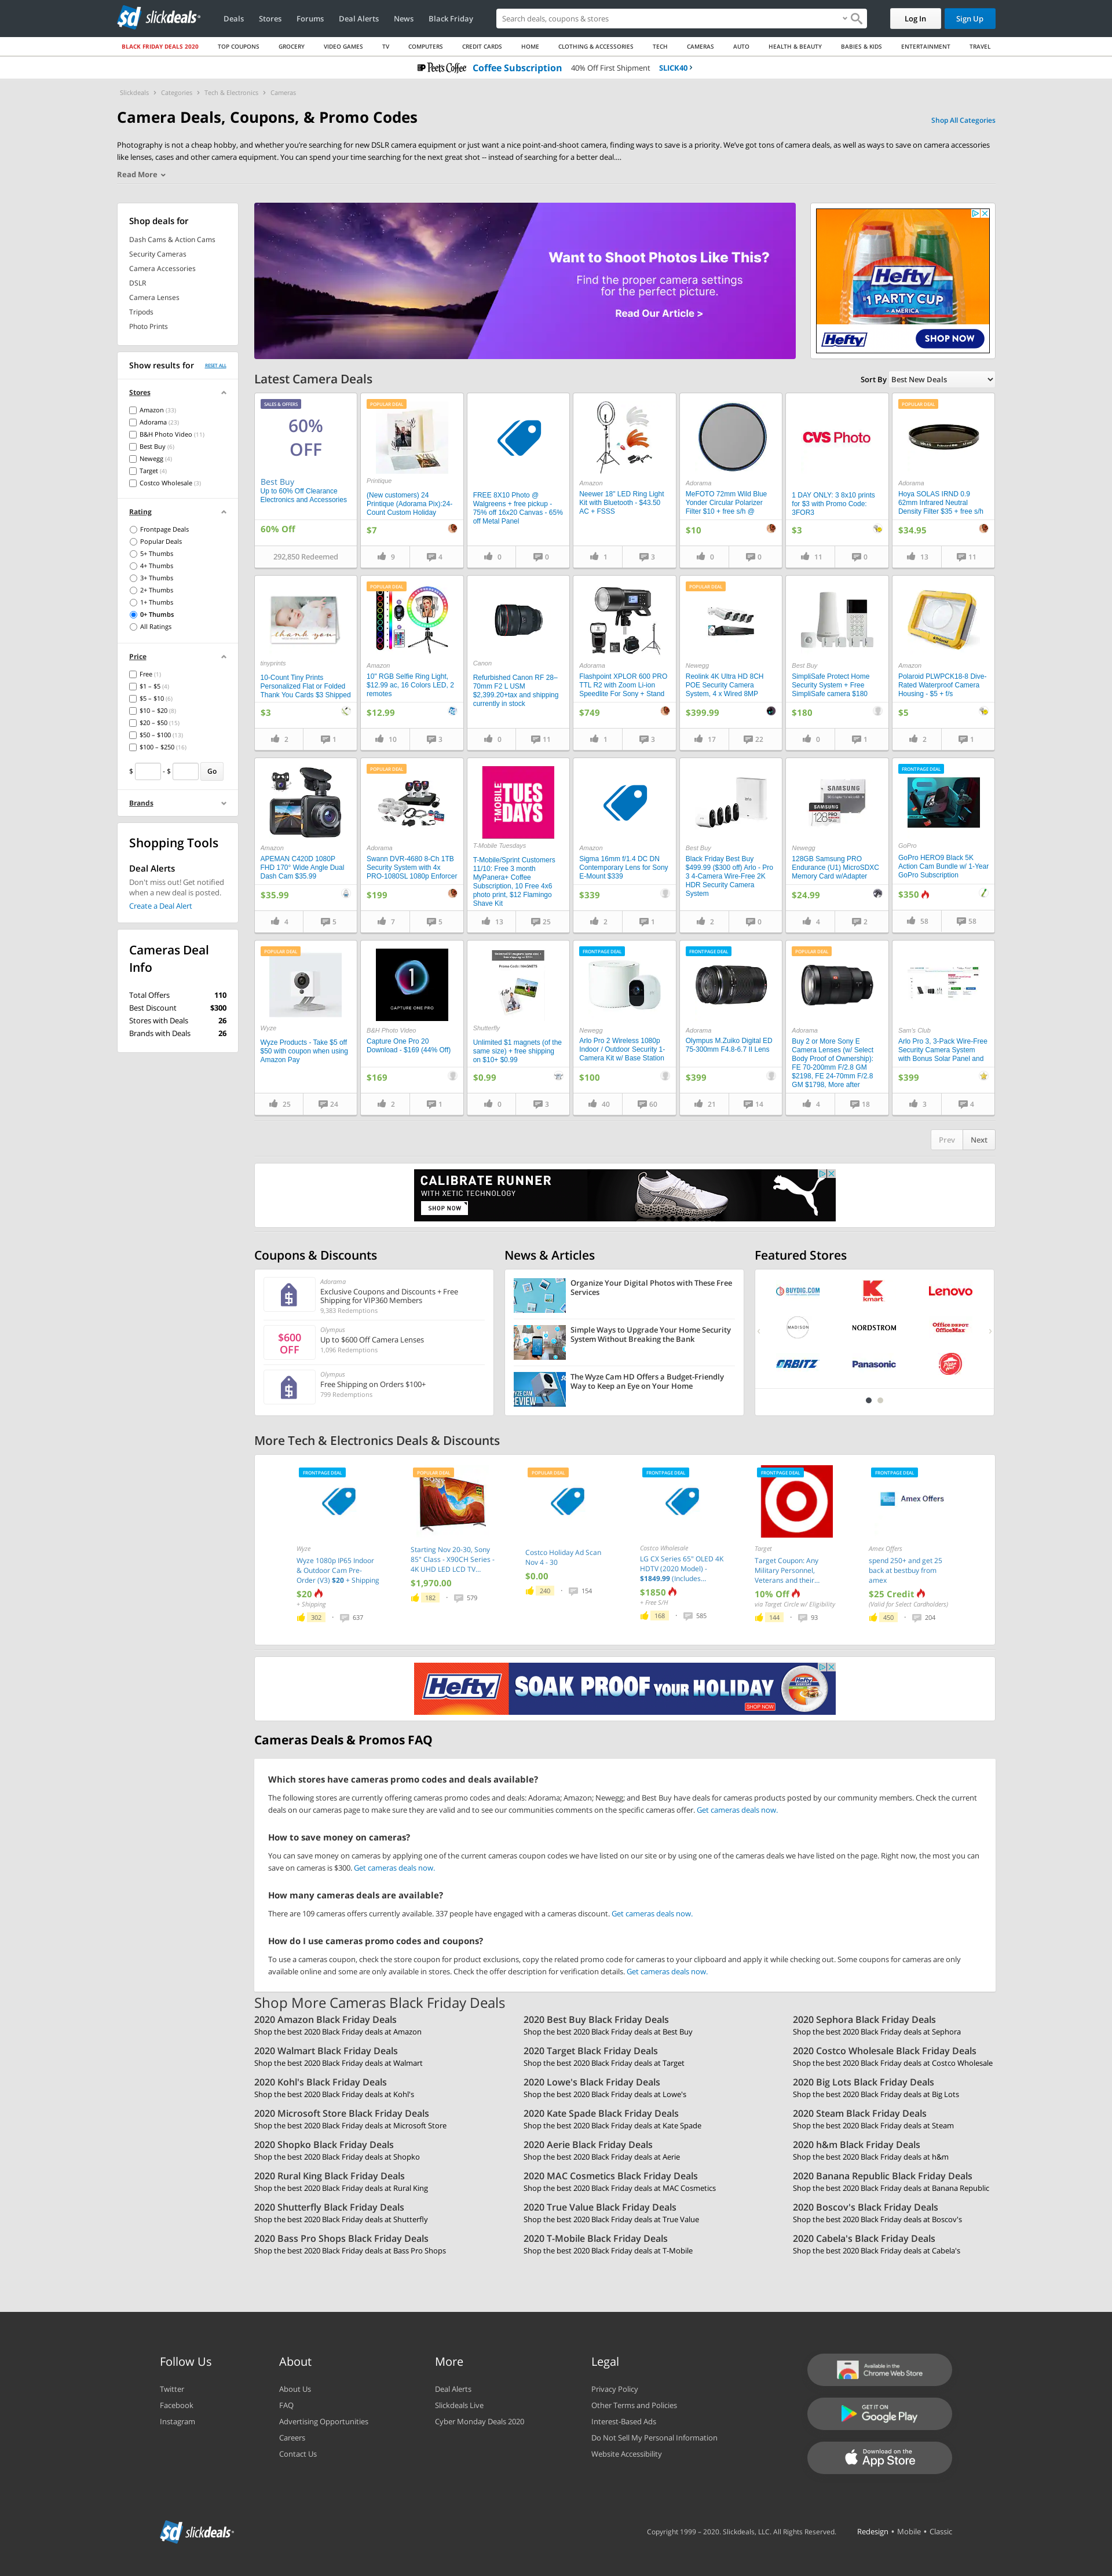 sd slickdeals
Deals
Stores
Forums
Deal Alerts
News
Black Friday
Search deals, coupons & stores
Log In
Sign Up
BLACK FRIDAY DEALS 2020
TOP COUPONS
GROCERY
VIDEO GAMES
TV
COMPUTERS
CREDIT CARDS
HOME
CLOTHING & ACCESSORIES
TECH
CAMERAS
AUTO
HEALTH & BEAUTY
BABIES & KIDS
ENTERTAINMENT
TRAVEL
Peet's Coffee
Coffee Subscription
40% Off First Shipment
SLICK40
Slickdeals
Categories
Tech & Electronics
Cameras
Camera Deals, Coupons, & Promo Codes
Shop All Categories
Photography is not a cheap hobby, and whether you're searching for new DSLR camera equipment or just want a nice point-and-shoot camera, finding ways to save is a priority. We've got tons of camera deals, as well as ways to save on camera accessories
like lenses, cases and other camera equipment. You can spend your time searching for the next great shot -- instead of searching for a better deal....
Read More
Shop deals for
Dash Cams & Action Cams
Security Cameras
Camera Accessories
DSLR
Camera Lenses
Tripods
Photo Prints
Show results for
RESET ALL
Stores
Amazon (33)
Adorama (23)
B&H Photo Video (11)
Best Buy (6)
Newegg (4)
Target (4)
Costco Wholesale (3)
Rating
Frontpage Deals
Popular Deals
5+ Thumbs
4+ Thumbs
3+ Thumbs
2+ Thumbs
1+ Thumbs
0+ Thumbs
All Ratings
Price
Free (1)
$1 – $5 (4)
$5 – $10 (6)
$10 – $20 (8)
$20 – $50 (15)
$50 – $100 (13)
$100 – $250 (16)
$ - $ Go
Brands
Shopping Tools
Deal Alerts
Don't miss out! Get notified
when a new deal is posted.
Create a Deal Alert
Cameras Deal
Info
Total Offers 110
Best Discount $300
Stores with Deals 26
Brands with Deals 26
Want to Shoot Photos Like This?
Find the proper camera settings
for the perfect picture.
Read Our Article >
Hefty
#1 PARTY CUP
IN AMERICA
Hefty
SHOP NOW
Latest Camera Deals
Sort By Best New Deals
SALES & OFFERS
60%
OFF
Best Buy
Up to 60% Off Clearance
Electronics and Accessories
60% Off
292,850 Redeemed
POPULAR DEAL
Printique
(New customers) 24
Printique (Adorama Pix):24-
Count Custom Holiday
$7
9
4
FREE 8X10 Photo @
Walgreens + free pickup -
75% off 16x20 Canvas - 65%
off Metal Panel
0
0
Amazon
Neewer 18" LED Ring Light
Kit with Bluetooth - $43.50
AC + FSSS
1
3
Adorama
MeFOTO 72mm Wild Blue
Yonder Circular Polarizer
Filter $10 + free s/h @
$10
0
0
CVS Photo
1 DAY ONLY: 3 8x10 prints
for $3 with Promo Code:
3FOR3
$3
11
0
POPULAR DEAL
Adorama
Hoya SOLAS IRND 0.9
62mm Infrared Neutral
Density Filter $35 + free s/h
$34.95
13
11
thank you
tinyprints
10-Count Tiny Prints
Personalized Flat or Folded
Thank You Cards $3 Shipped
$3
2
1
POPULAR DEAL
Amazon
10" RGB Selfie Ring Light,
$12.99 ac, 16 Colors LED, 2
remotes
$12.99
10
3
Canon
Refurbished Canon RF 28–
70mm F2 L USM
$2,399.20+tax and shipping
currently in stock
0
11
Adorama
Flashpoint XPLOR 600 PRO
TTL R2 with Zoom Li-ion
Speedlite For Sony + Stand
$749
1
3
POPULAR DEAL
Newegg
Reolink 4K Ultra HD 8CH
POE Security Camera
System, 4 x Wired 8MP
$399.99
17
22
Best Buy
SimpliSafe Protect Home
Security System + Free
SimpliSafe camera $180
$180
0
1
Amazon
Polaroid PLWPCK18-8 Dive-
Rated Waterproof Camera
Housing - $5 + f/s
$5
2
1
Amazon
APEMAN C420D 1080P
FHD 170° Wide Angle Dual
Dash Cam $35.99
$35.99
4
5
POPULAR DEAL
Adorama
Swann DVR-4680 8-Ch 1TB
Security System with 4x
PRO-1080SL 1080p Enforcer
$199
7
5
T-MOBILE
TUES
DAYS
T-Mobile Tuesdays
T-Mobile/Sprint Customers
11/10: Free 3 month
MyPanera+ Coffee
Subscription, 10 Free 4x6
photo print, $12 Flamingo
Shave Kit
13
25
Amazon
Sigma 16mm f/1.4 DC DN
Contemporary Lens for Sony
E-Mount $339
$339
2
1
Best Buy
Black Friday Best Buy
$499.99 ($300 off) Arlo - Pro
3 4-Camera Wire-Free 2K
HDR Security Camera
System
2
0
SAMSUNG
SAMSUNG
128
Newegg
128GB Samsung PRO
Endurance (U1) MicroSDXC
Memory Card w/Adapter
$24.99
4
2
FRONTPAGE DEAL
GoPro
GoPro HERO9 Black 5K
Action Cam Bundle w/ 1-Year
GoPro Subscription
$350
58
58
POPULAR DEAL
Wyze
Wyze Products - Take $5 off
$50 with coupon when using
Amazon Pay
25
24
1
CAPTURE ONE PRO
B&H Photo Video
Capture One Pro 20
Download - $169 (44% Off)
$169
2
1
Shutterfly
Unlimited $1 magnets (of the
same size) + free shipping
on $10+ $0.99
$0.99
0
3
FRONTPAGE DEAL
Newegg
Arlo Pro 2 Wireless 1080p
Indoor / Outdoor Security 1-
Camera Kit w/ Base Station
$100
40
60
FRONTPAGE DEAL
Adorama
Olympus M.Zuiko Digital ED
75-300mm F4.8-6.7 II Lens
$399
21
14
POPULAR DEAL
Adorama
Buy 2 or More Sony E
Camera Lenses (w/ Select
Body Proof of Ownership):
FE 70-200mm F/2.8 GM
$2198, FE 24-70mm F/2.8
GM $1798, More after
4
18
Sam's Club
Arlo Pro 3, 3-Pack Wire-Free
Security Camera System
with Bonus Solar Panel and
$399
3
4
Prev
Next
CALIBRATE RUNNER
WITH XETIC TECHNOLOGY
SHOP NOW
Coupons & Discounts
Adorama
Exclusive Coupons and Discounts + Free
Shipping for VIP360 Members
9,383 Redemptions
$600
OFF
Olympus
Up to $600 Off Camera Lenses
1,096 Redemptions
Olympus
Free Shipping on Orders $100+
799 Redemptions
News & Articles
Organize Your Digital Photos with These Free
Services
Simple Ways to Upgrade Your Home Security
System Without Breaking the Bank
The Wyze Cam HD Offers a Budget-Friendly
Way to Keep an Eye on Your Home
Featured Stores
BUYDIG.COM
Kmart
Lenovo
MADISON
NORDSTROM
OFFICE DEPOT
OfficeMax
ORBITZ
Panasonic
Pizza Hut
More Tech & Electronics Deals & Discounts
FRONTPAGE DEAL
Wyze
Wyze 1080p IP65 Indoor
& Outdoor Cam Pre-
Order (V3) $20 + Shipping
$20
+ Shipping
302
637
POPULAR DEAL
Starting Nov 20-30, Sony
85" Class - X90CH Series -
4K UHD LED LCD TV...
$1,970.00
182
579
POPULAR DEAL
Costco Holiday Ad Scan
Nov 4 - 30
$0.00
240
154
FRONTPAGE DEAL
Costco Wholesale
LG CX Series 65" OLED 4K
HDTV (2020 Model) -
$1849.99 (Includes...
$1850
+ Free S/H
168
585
FRONTPAGE DEAL
Target
Target Coupon: Any
Military Personnel,
Veterans and their...
10% Off
via Target Circle w/ Eligibility
144
93
FRONTPAGE DEAL
Amex Offers
Amex Offers
spend 250+ and get 25
back at bestbuy from
amex
$25 Credit
(Valid for Select Cardholders)
450
204
Hefty
SOAK PROOF YOUR HOLIDAY
SHOP NOW
Cameras Deals & Promos FAQ
Which stores have cameras promo codes and deals available?
The following stores are currently offering cameras promo codes and deals: Adorama; Amazon; Newegg; and Best Buy have deals for cameras products posted by our community members. Check the current
deals on our cameras page to make sure they are valid and to see our communities comments on the specific cameras offer. Get cameras deals now.
How to save money on cameras?
You can save money on cameras by applying one of the current cameras coupon codes we have listed on our site or by using one of the cameras deals we have listed on the page. Right now, the most you can
save on cameras is $300. Get cameras deals now.
How many cameras deals are available?
There are 109 cameras offers currently available. 337 people have engaged with a cameras discount. Get cameras deals now.
How do I use cameras promo codes and coupons?
To use a cameras coupon, check the store coupon for product exclusions, copy the related promo code for cameras to your clipboard and apply it while checking out. Some coupons for cameras are only
available online and some are only available in stores. Check the offer description for verification details. Get cameras deals now.
Shop More Cameras Black Friday Deals
2020 Amazon Black Friday Deals
Shop the best 2020 Black Friday deals at Amazon
2020 Best Buy Black Friday Deals
Shop the best 2020 Black Friday deals at Best Buy
2020 Sephora Black Friday Deals
Shop the best 2020 Black Friday deals at Sephora
2020 Walmart Black Friday Deals
Shop the best 2020 Black Friday deals at Walmart
2020 Target Black Friday Deals
Shop the best 2020 Black Friday deals at Target
2020 Costco Wholesale Black Friday Deals
Shop the best 2020 Black Friday deals at Costco Wholesale
2020 Kohl's Black Friday Deals
Shop the best 2020 Black Friday deals at Kohl's
2020 Lowe's Black Friday Deals
Shop the best 2020 Black Friday deals at Lowe's
2020 Big Lots Black Friday Deals
Shop the best 2020 Black Friday deals at Big Lots
2020 Microsoft Store Black Friday Deals
Shop the best 2020 Black Friday deals at Microsoft Store
2020 Kate Spade Black Friday Deals
Shop the best 2020 Black Friday deals at Kate Spade
2020 Steam Black Friday Deals
Shop the best 2020 Black Friday deals at Steam
2020 Shopko Black Friday Deals
Shop the best 2020 Black Friday deals at Shopko
2020 Aerie Black Friday Deals
Shop the best 2020 Black Friday deals at Aerie
2020 h&m Black Friday Deals
Shop the best 2020 Black Friday deals at h&m
2020 Rural King Black Friday Deals
Shop the best 2020 Black Friday deals at Rural King
2020 MAC Cosmetics Black Friday Deals
Shop the best 2020 Black Friday deals at MAC Cosmetics
2020 Banana Republic Black Friday Deals
Shop the best 2020 Black Friday deals at Banana Republic
2020 Shutterfly Black Friday Deals
Shop the best 2020 Black Friday deals at Shutterfly
2020 True Value Black Friday Deals
Shop the best 2020 Black Friday deals at True Value
2020 Boscov's Black Friday Deals
Shop the best 2020 Black Friday deals at Boscov's
2020 Bass Pro Shops Black Friday Deals
Shop the best 2020 Black Friday deals at Bass Pro Shops
2020 T-Mobile Black Friday Deals
Shop the best 2020 Black Friday deals at T-Mobile
2020 Cabela's Black Friday Deals
Shop the best 2020 Black Friday deals at Cabela's
Follow Us
Twitter
Facebook
Instagram
About
About Us
FAQ
Advertising Opportunities
Careers
Contact Us
More
Deal Alerts
Slickdeals Live
Cyber Monday Deals 2020
Legal
Privacy Policy
Other Terms and Policies
Interest-Based Ads
Do Not Sell My Personal Information
Website Accessibility
Available in the
Chrome Web Store
GET IT ON
Google Play
Download on the
App Store
sd slickdeals
Copyright 1999 – 2020. Slickdeals, LLC. All Rights Reserved.
Redesign • Mobile • Classic